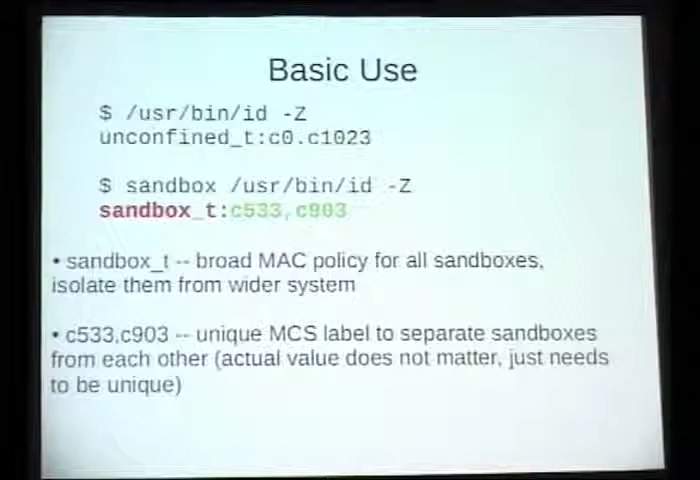 Basic Use
$ /usr/bin/id -Z
unconfined_t:c0.c1023
$ sandbox /usr/bin/id -Z
sandbox_t:c533,c903
• sandbox_t -- broad MAC policy for all sandboxes,
isolate them from wider system
• c533,c903 -- unique MCS label to separate sandboxes
from each other (actual value does not matter, just needs
to be unique)